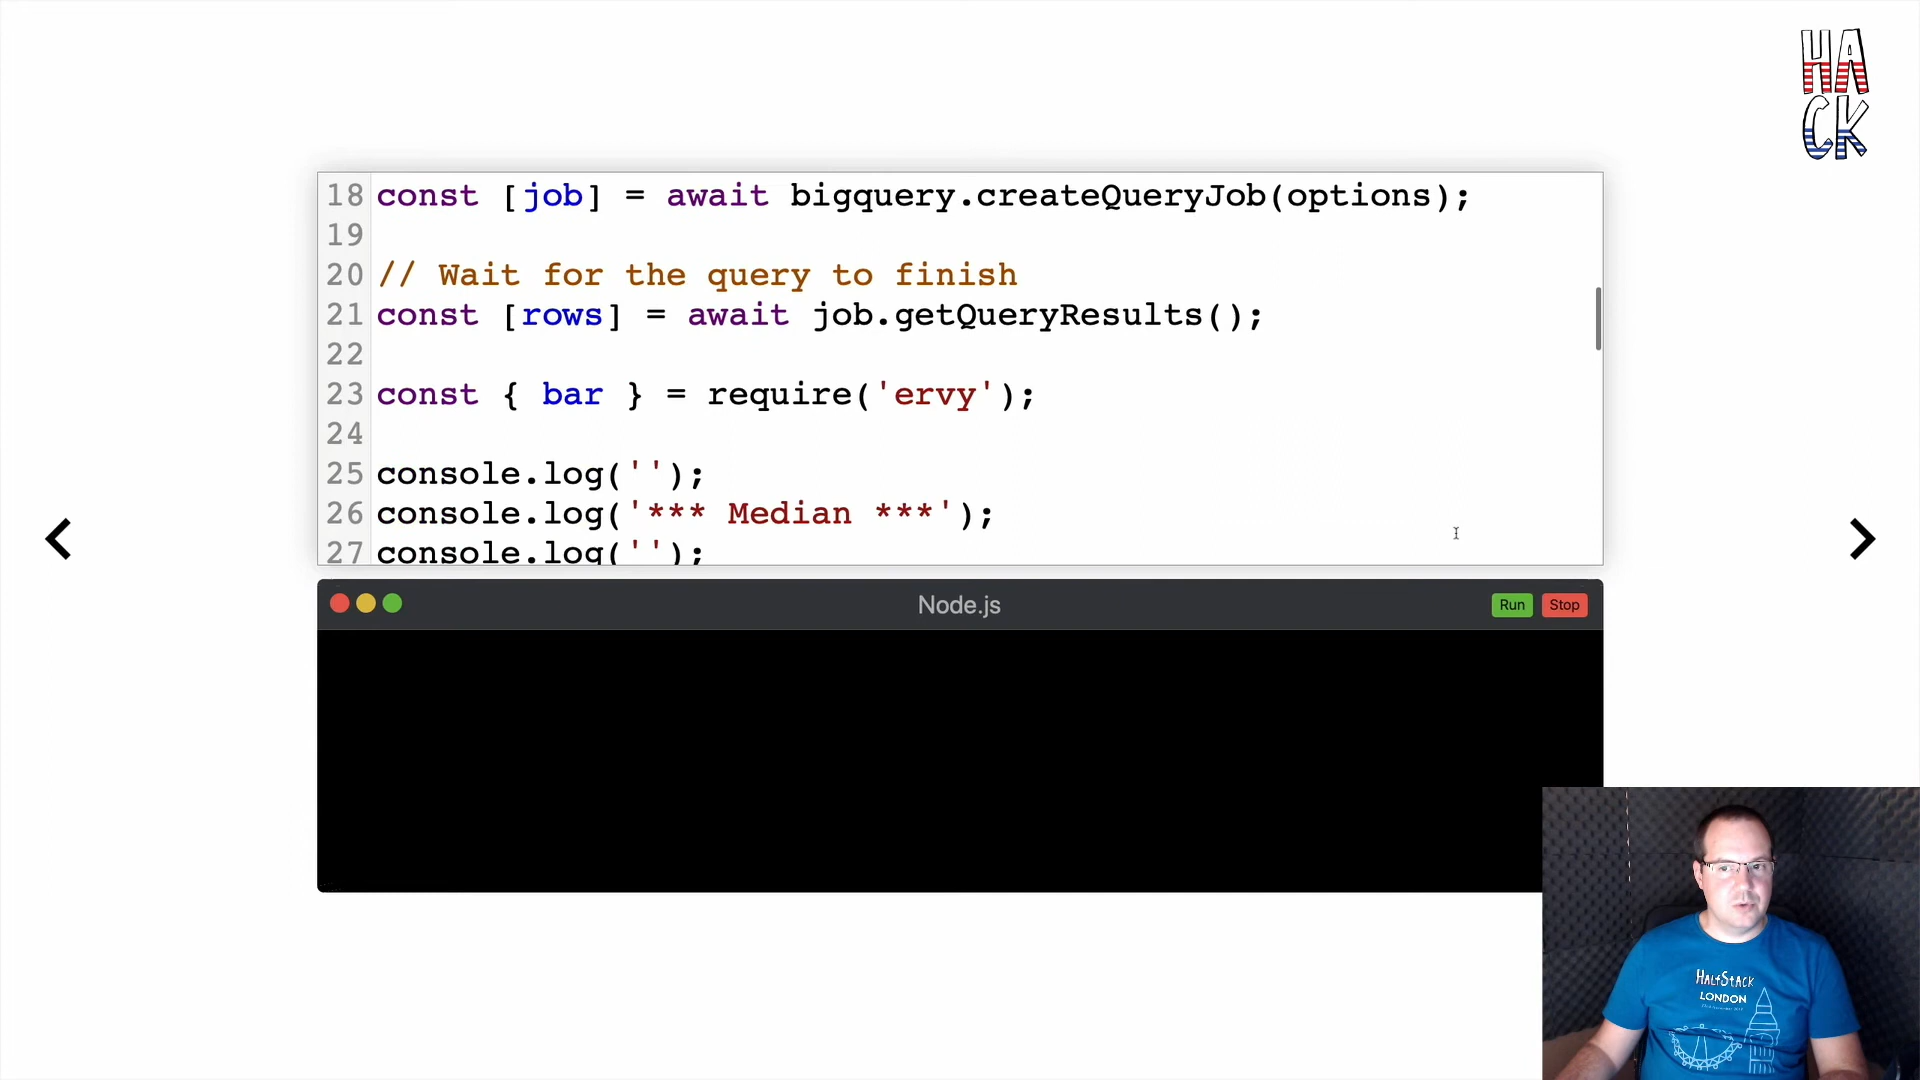 HA
CK
18 const [job] = await bigquery.createQueryJob(options);
19
20 // Wait for the query to finish
21 const [rows] = await job.getQueryResults();
22
23 const { bar } = require('ervy');
24
25 console.log('');
26 console.log('*** Median ***');
27 console.log('');
Node.js
Run
Stop
HALFSTACK
LONDON